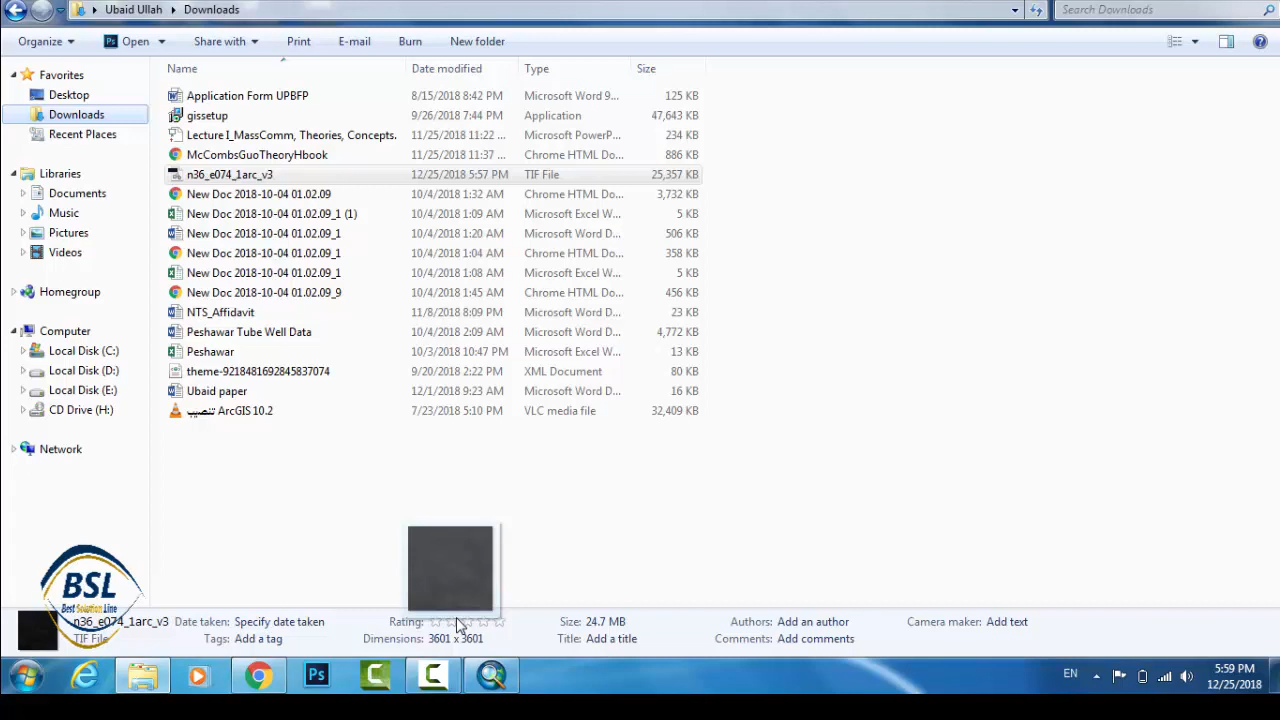 Ubaid Ullah Downloads Search Downloads
Organize Open Share with Print E-mail Burn New folder
Name Date modified Type Size
Favorites
Desktop
Downloads
Recent Places
Libraries
Documents
Music
Pictures
Videos
Homegroup
Computer
Local Disk (C:)
Local Disk (D:)
Local Disk (E:)
CD Drive (H:)
Network
Application Form UPBFP 8/15/2018 8:42 PM Microsoft Word 9... 125 KB
gissetup 9/26/2018 7:44 PM Application 47,643 KB
Lecture I_MassComm, Theories, Concepts. 11/25/2018 11:22 ... Microsoft PowerP... 234 KB
McCombsGuoTheoryHbook 11/25/2018 11:37 ... Chrome HTML Do... 886 KB
n36_e074_1arc_v3 12/25/2018 5:57 PM TIF File 25,357 KB
New Doc 2018-10-04 01.02.09 10/4/2018 1:32 AM Chrome HTML Do... 3,732 KB
New Doc 2018-10-04 01.02.09_1 (1) 10/4/2018 1:09 AM Microsoft Excel W... 5 KB
New Doc 2018-10-04 01.02.09_1 10/4/2018 1:20 AM Microsoft Word D... 506 KB
New Doc 2018-10-04 01.02.09_1 10/4/2018 1:04 AM Chrome HTML Do... 358 KB
New Doc 2018-10-04 01.02.09_1 10/4/2018 1:08 AM Microsoft Excel W... 5 KB
New Doc 2018-10-04 01.02.09_9 10/4/2018 1:45 AM Chrome HTML Do... 456 KB
NTS_Affidavit 11/8/2018 8:09 PM Microsoft Word D... 23 KB
Peshawar Tube Well Data 10/4/2018 2:09 AM Microsoft Word D... 4,772 KB
Peshawar 10/3/2018 10:47 PM Microsoft Excel W... 13 KB
theme-9218481692845837074 9/20/2018 2:22 PM XML Document 80 KB
Ubaid paper 12/1/2018 9:23 AM Microsoft Word D... 16 KB
تنصيب ArcGIS 10.2 7/23/2018 5:10 PM VLC media file 32,409 KB
BSL
Best Solution Line
n36_e074_1arc_v3 Date taken: Specify date taken Rating: Size: 24.7 MB Authors: Add an author Camera maker: Add text
TIF File Tags: Add a tag Dimensions: 3601 x 3601 Title: Add a title Comments: Add comments
Ps EN 5:59 PM
12/25/2018